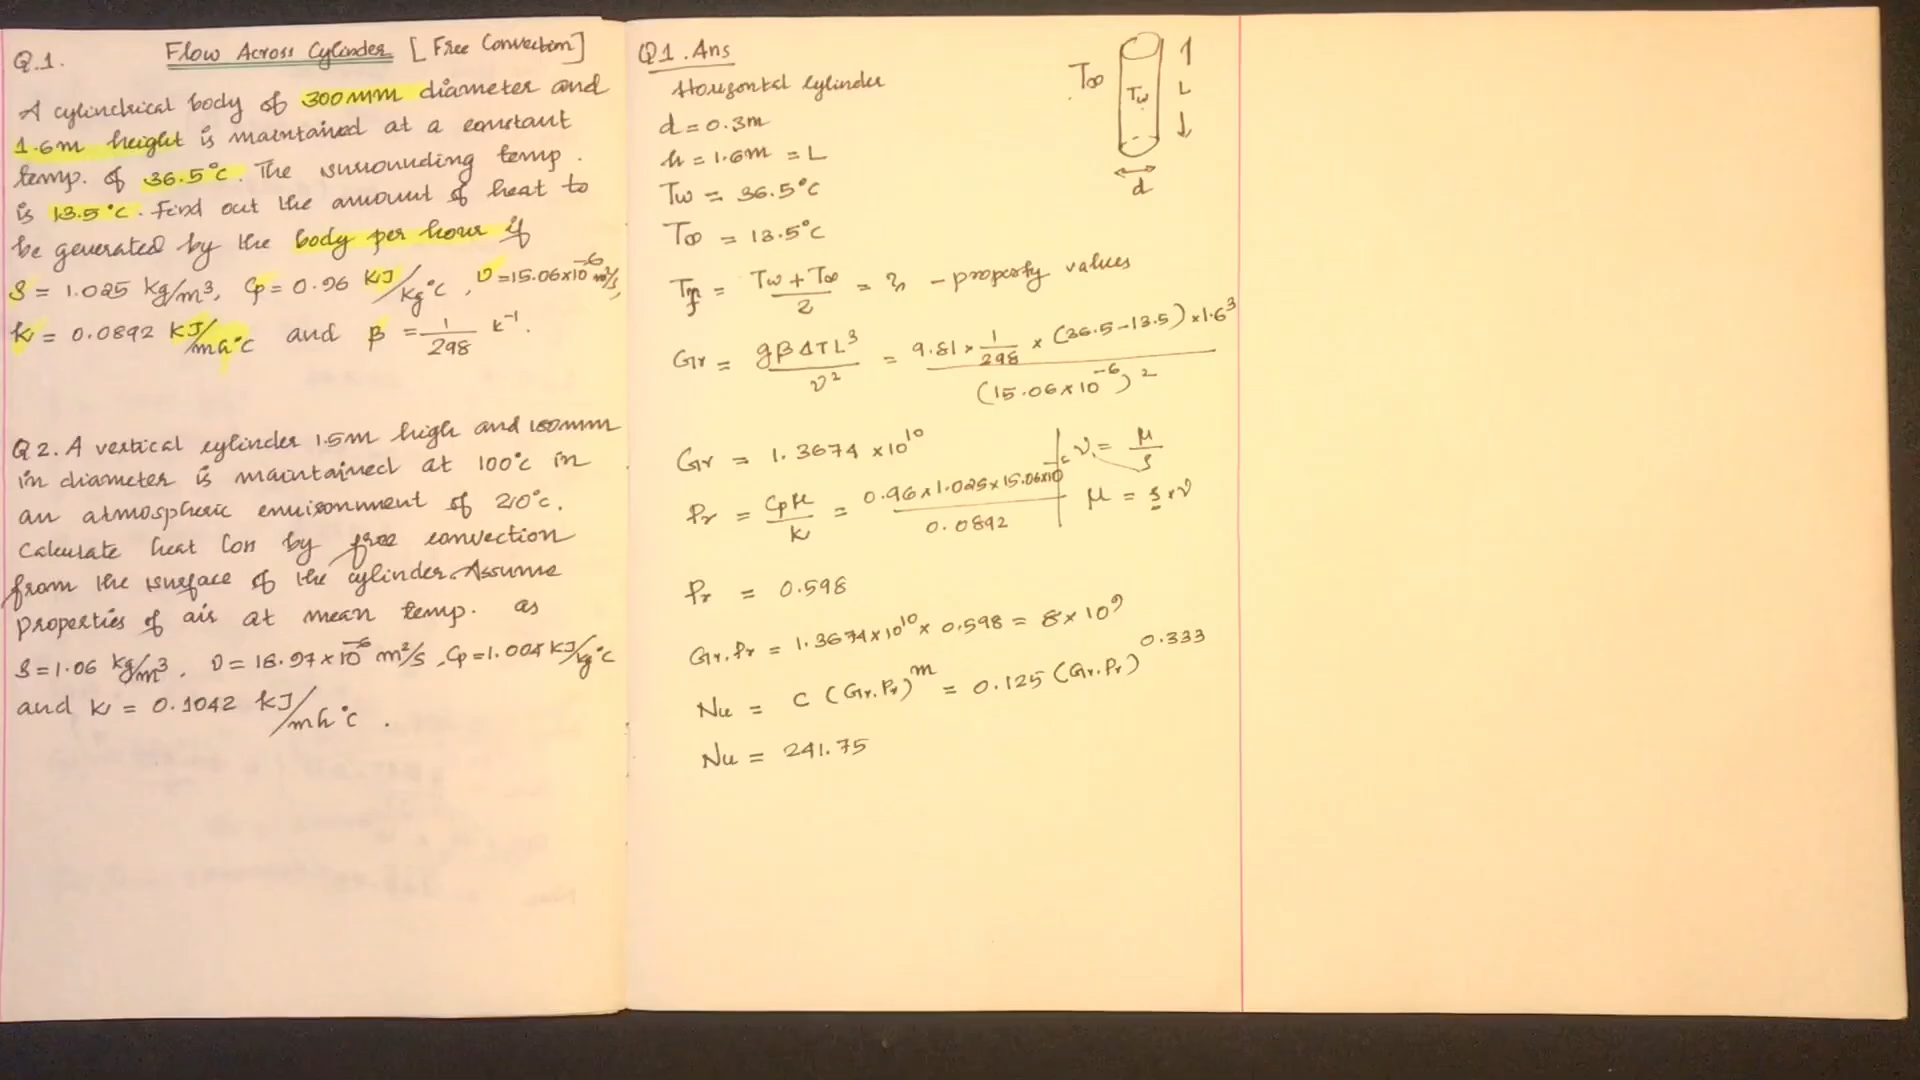 Q.1. Flow Across Cylinder [Free Convection]
A cylindrical body of 300mm diameter and
1.6m height is maintained at a constant
temp. of 36.5°C. The surrounding temp.
is 13.5°C. Find out the amount of heat to
be generated by the body per hour if
ρ = 1.025 kg/m³, Cp = 0.96 KJ/kg°C, υ = 15.06×10⁻⁶ m²/s,
k = 0.0892 KJ/mh°C and β = 1/298 k⁻¹.
Q2. A vertical cylinder 1.5m high and 180mm
in diameter is maintained at 100°C in
an atmospheric environment of 20°C.
Calculate heat loss by free convection
from the surface of the cylinder. Assume
properties of air at mean temp. as
ρ = 1.06 kg/m³, υ = 18.97×10⁻⁶ m²/s, Cp = 1.004 KJ/kg°C
and k = 0.1042 kJ/mh°C.
Q1. Ans
Horizontal cylinder
d = 0.3m
h = 1.6m = L
Tw = 36.5°C
T∞ = 13.5°C
Tf = (Tw + T∞)/2 = - property values
Gr = gβΔTL³/υ² = 9.81 × 1/298 × (36.5-13.5) × 1.6³/(15.06×10⁻⁶)²
Gr = 1.3674 × 10¹⁰
υ = μ/ρ
Pr = Cpμ/k = 0.96×1.025×15.06×10⁻⁶/0.0892
μ = ρ×υ
Pr = 0.598
Gr.Pr = 1.3674×10¹⁰ × 0.598 = 8×10⁹
Nu = C (Gr.Pr)ᵐ = 0.125 (Gr.Pr)^0.333
Nu = 241.75
T∞
Tw
L
d